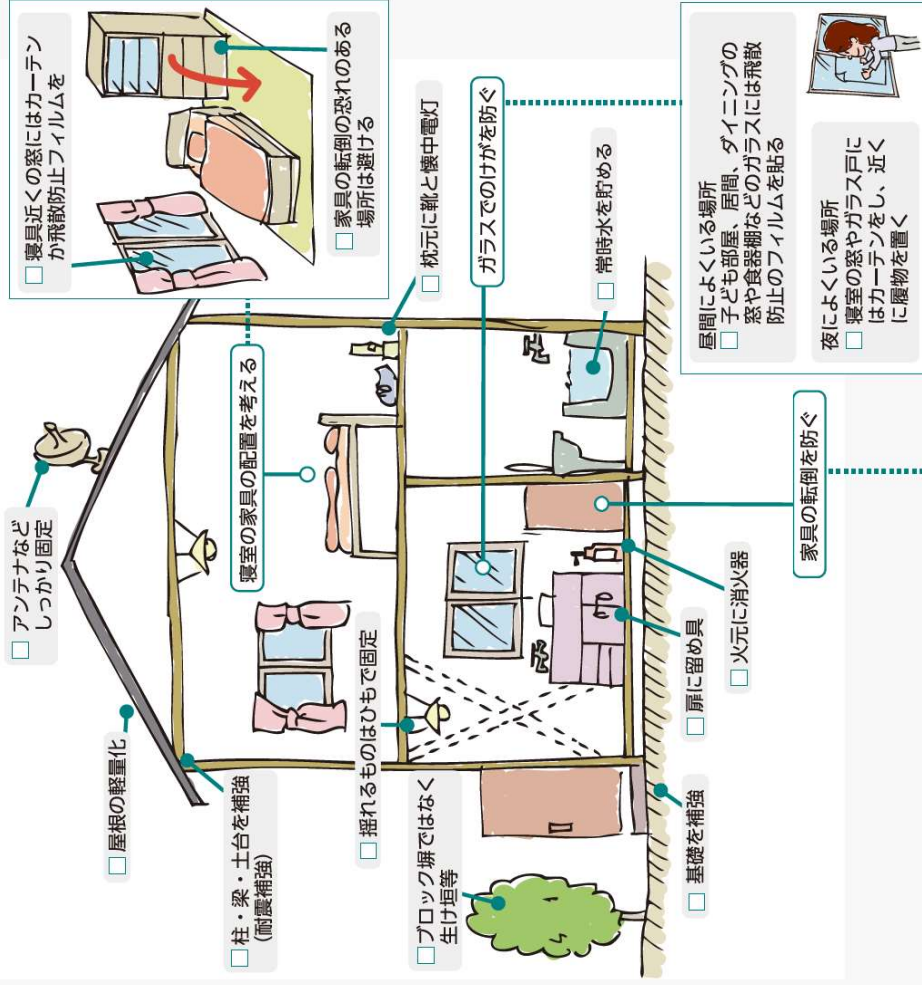 □ アンテナなど
しっかり固定
□ 屋根の軽量化
□ 柱・梁・土台を補強
(耐震補強)
□ 揺れるものはひもで固定
□ ブロック塀ではなく
生け垣等
□ 基礎を補強
□ 扉に留め具
□ 火元に消火器
家具の転倒を防ぐ
寝室の家具の配置を考える
□ 寝具近くの窓にはカーテン
か飛散防止フィルムを
□ 家具の転倒の恐れのある
場所は避ける
□ 枕元に靴と懐中電灯
ガラスでのけがを防ぐ
□ 常時水を貯める
昼間によくいる場所
□ 子ども部屋、居間、ダイニングの
窓や食器棚などのガラスには飛散
防止のフィルムを貼る
夜によくいる場所
□ 寝室の窓やガラス戸に
はカーテンをし、近く
に履物を置く